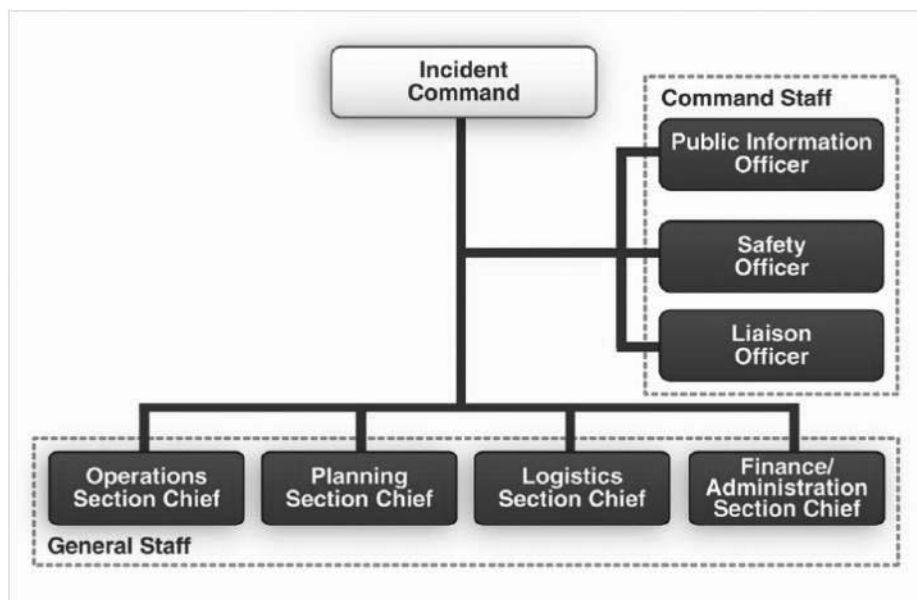 Incident
Command
Command Staff
Public Information
Officer
Safety
Officer
Liaison
Officer
Operations
Section Chief
Planning
Section Chief
Logistics
Section Chief
Finance/
Administration
Section Chief
General Staff